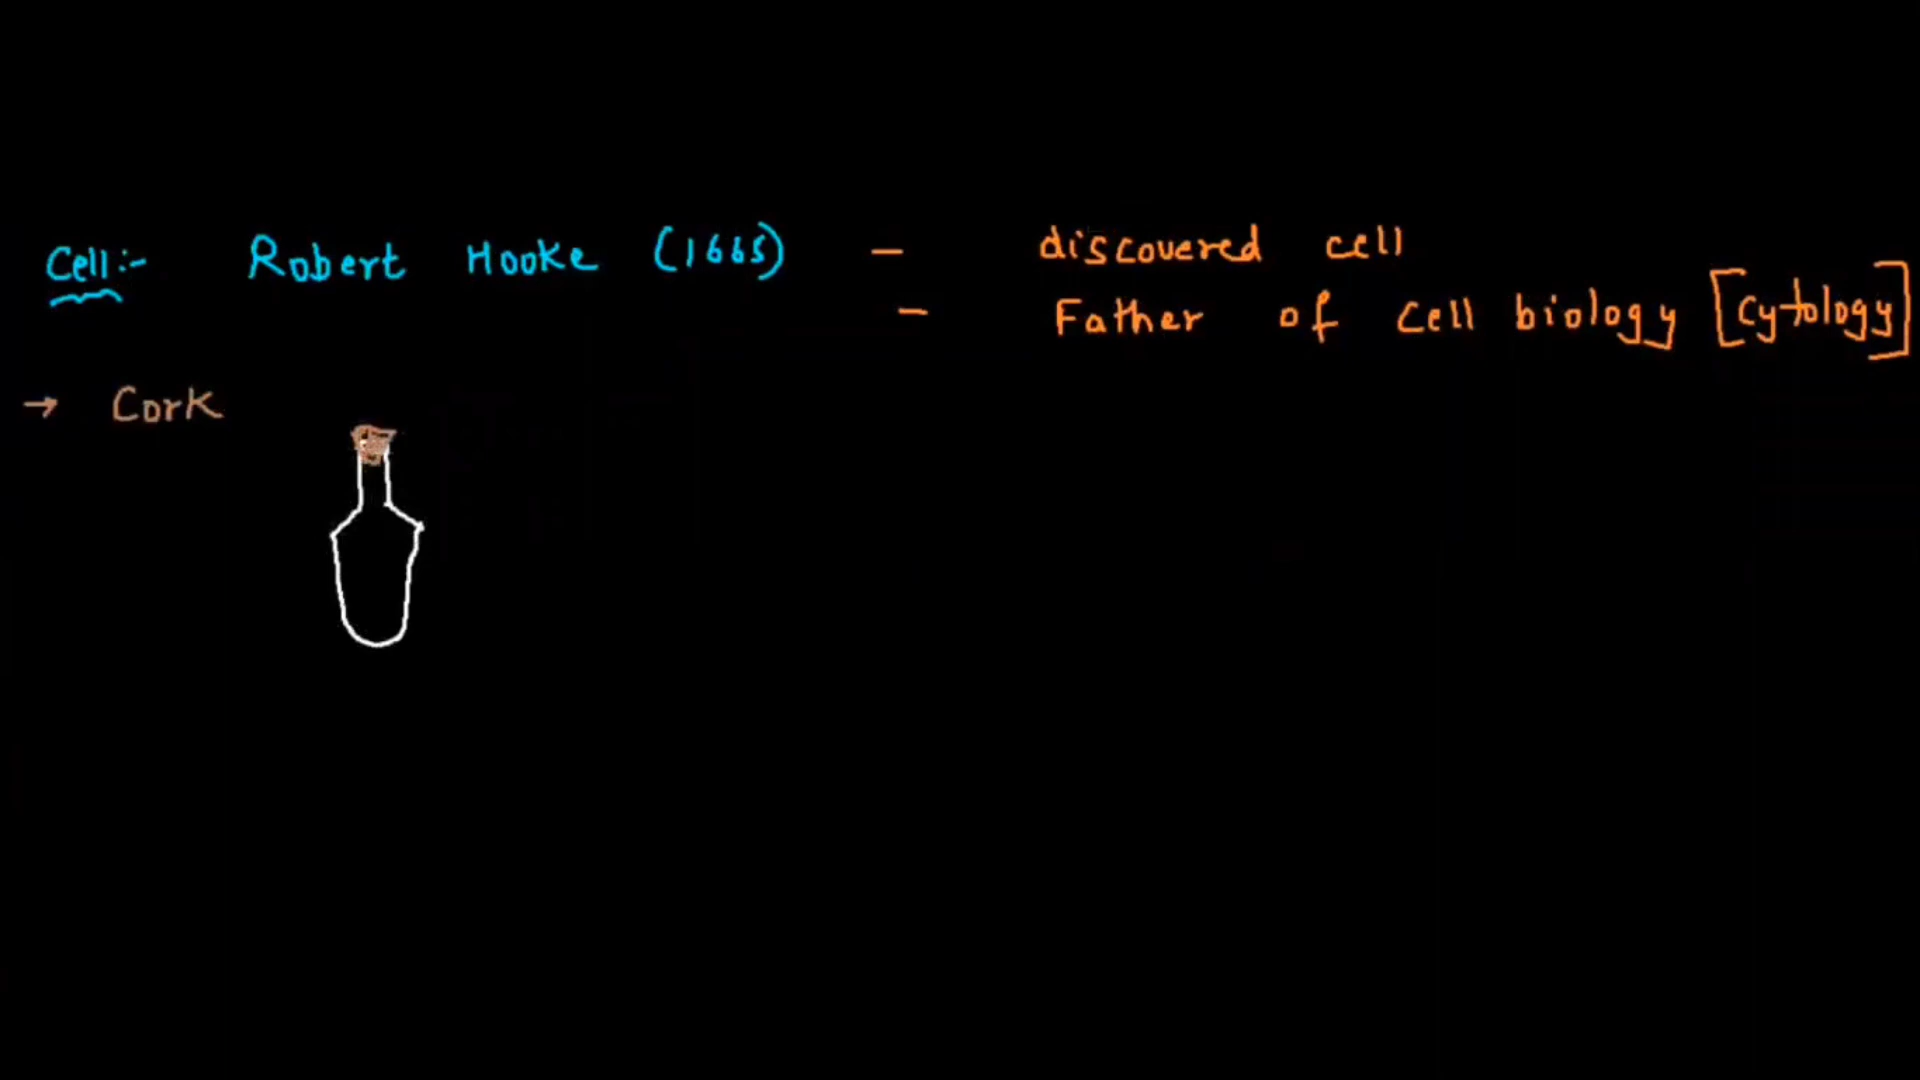 Cell:- Robert Hooke (1665) - discovered cell
- Father of cell biology [cytology]
→ Cork